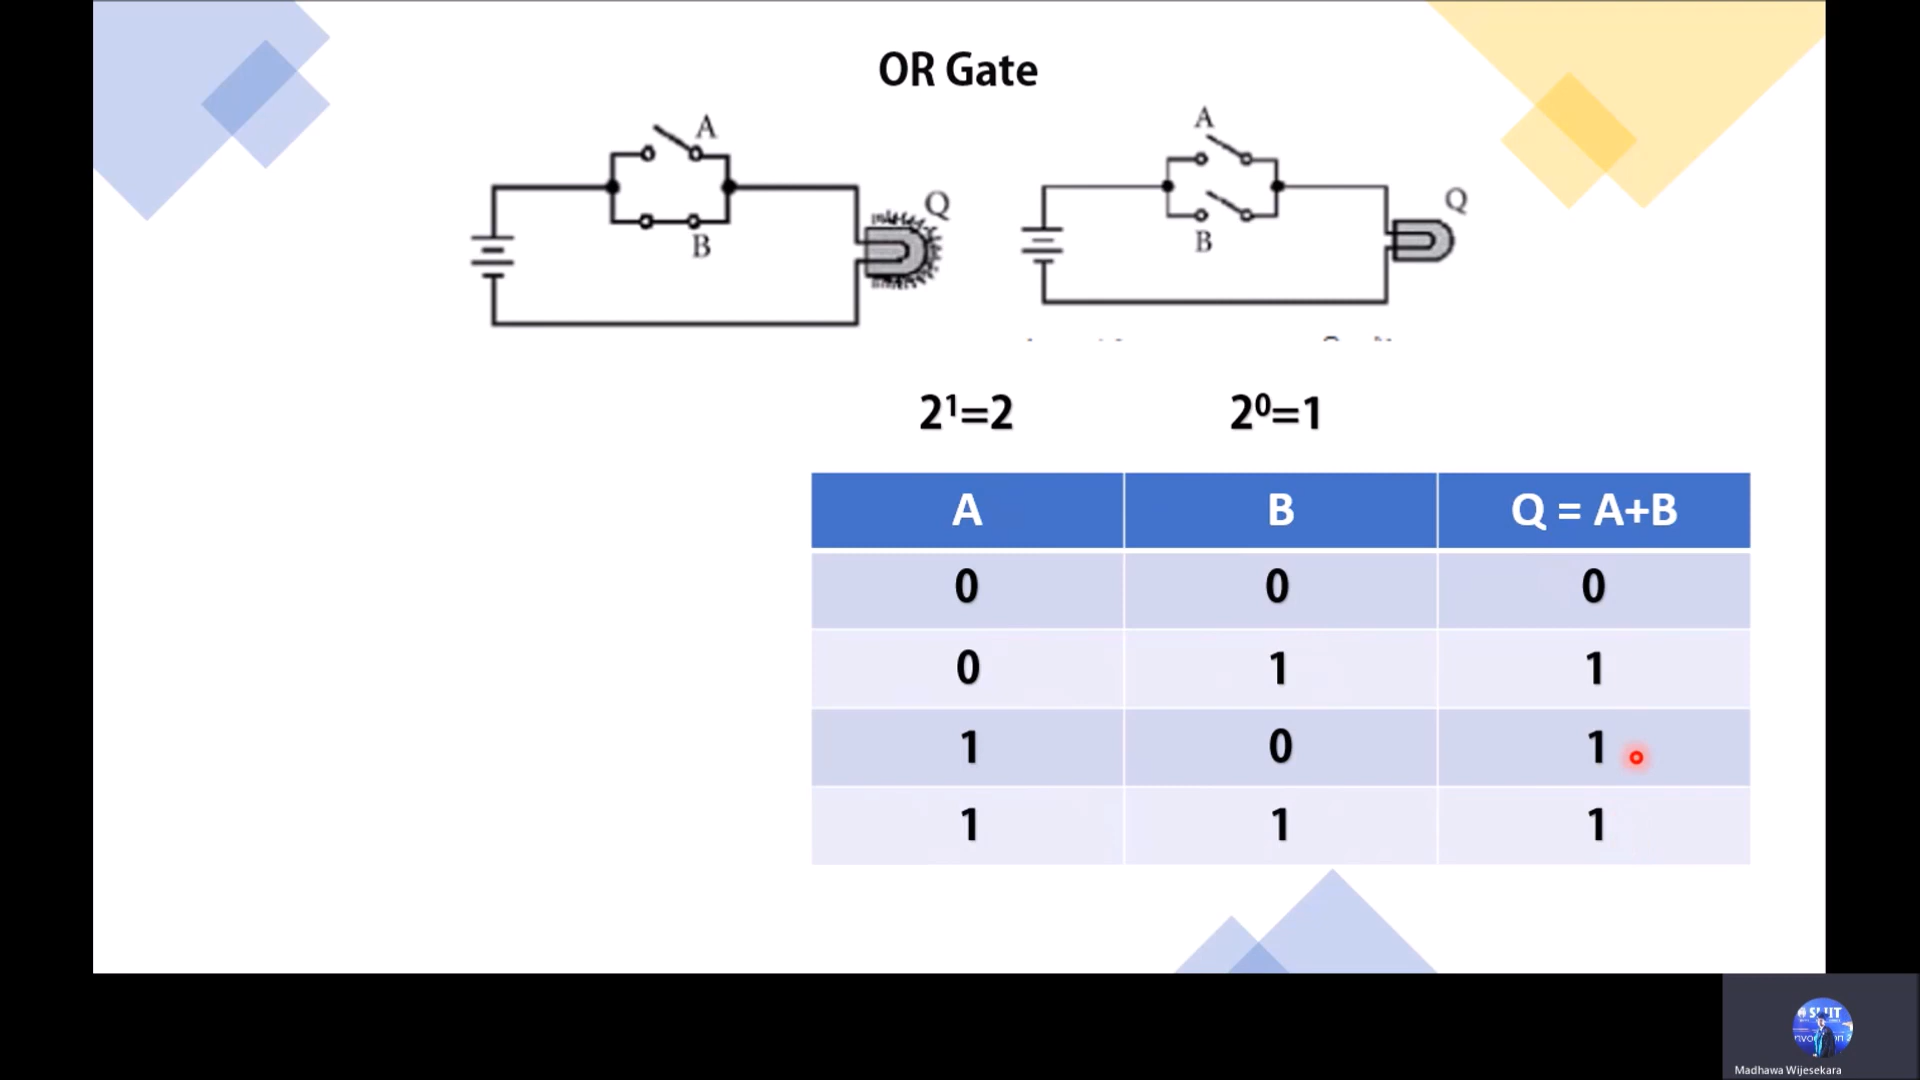 OR Gate
A
B
Q
A
B
Q
2¹=2
2⁰=1
A B Q = A+B
0 0 0
0 1 1
1 0 1
1 1 1
Madhawa Wijesekara